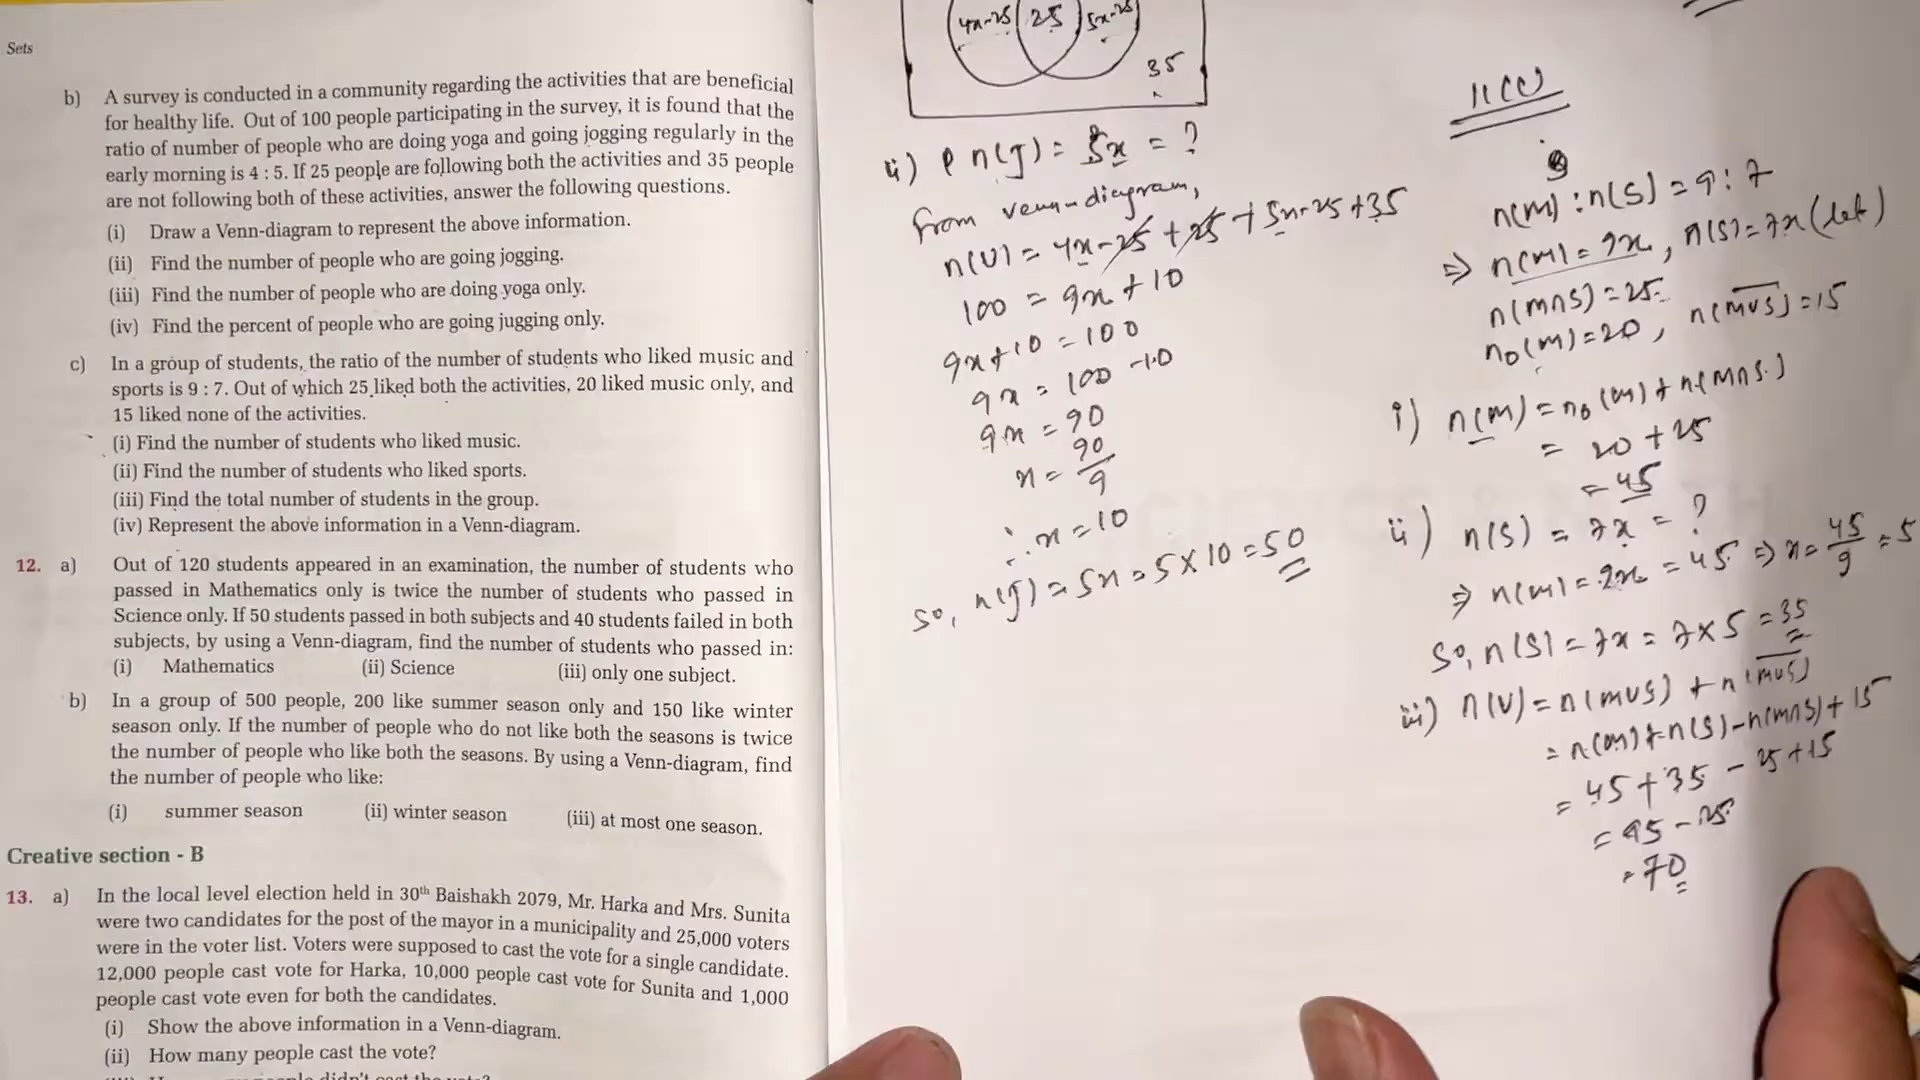 Sets
b) A survey is conducted in a community regarding the activities that are beneficial
for healthy life. Out of 100 people participating in the survey, it is found that the
ratio of number of people who are doing yoga and going jogging regularly in the
early morning is 4 : 5. If 25 people are following both the activities and 35 people
are not following both of these activities, answer the following questions.
(i) Draw a Venn-diagram to represent the above information.
(ii) Find the number of people who are going jogging.
(iii) Find the number of people who are doing yoga only.
(iv) Find the percent of people who are going jugging only.
c) In a group of students, the ratio of the number of students who liked music and
sports is 9 : 7. Out of which 25 liked both the activities, 20 liked music only, and
15 liked none of the activities.
(i) Find the number of students who liked music.
(ii) Find the number of students who liked sports.
(iii) Find the total number of students in the group.
(iv) Represent the above information in a Venn-diagram.
12. a) Out of 120 students appeared in an examination, the number of students who
passed in Mathematics only is twice the number of students who passed in
Science only. If 50 students passed in both subjects and 40 students failed in both
subjects, by using a Venn-diagram, find the number of students who passed in:
(i) Mathematics (ii) Science (iii) only one subject.
b) In a group of 500 people, 200 like summer season only and 150 like winter
season only. If the number of people who do not like both the seasons is twice
the number of people who like both the seasons. By using a Venn-diagram, find
the number of people who like:
(i) summer season (ii) winter season (iii) at most one season.
Creative section - B
13. a) In the local level election held in 30th Baishakh 2079, Mr. Harka and Mrs. Sunita
were two candidates for the post of the mayor in a municipality and 25,000 voters
were in the voter list. Voters were supposed to cast the vote for a single candidate.
12,000 people cast vote for Harka, 10,000 people cast vote for Sunita and 1,000
people cast vote even for both the candidates.
(i) Show the above information in a Venn-diagram.
(ii) How many people cast the vote?
4x-25 25 5x-25
35
ii) n(J) = 5x = ?
from venn-diagram,
n(U) = 4x-25 + 25 + 5x-25 + 35
100 = 9x + 10
9x + 10 = 100
9x = 100 - 10
9x = 90
x = 90/9
∴ x = 10
So, n(J) = 5x = 5 × 10 = 50
11(c)
n(M) : n(S) = 9 : 7
⇒ n(M) = 9x, n(S) = 7x (let)
n(M∩S) = 25
n₀(M) = 20, n(M∪S)‾ = 15
i) n(M) = n₀(M) + n(M∩S)
= 20 + 25
= 45
ii) n(S) = 7x = ?
⇒ n(M) = 9x = 45 ⇒ x = 45/9 = 5
So, n(S) = 7x = 7×5 = 35
iii) n(U) = n(M∪S) + n(M∪S)‾
= n(M) + n(S) - n(M∩S) + 15
= 45 + 35 - 25 + 15
= 95 - 25
= 70